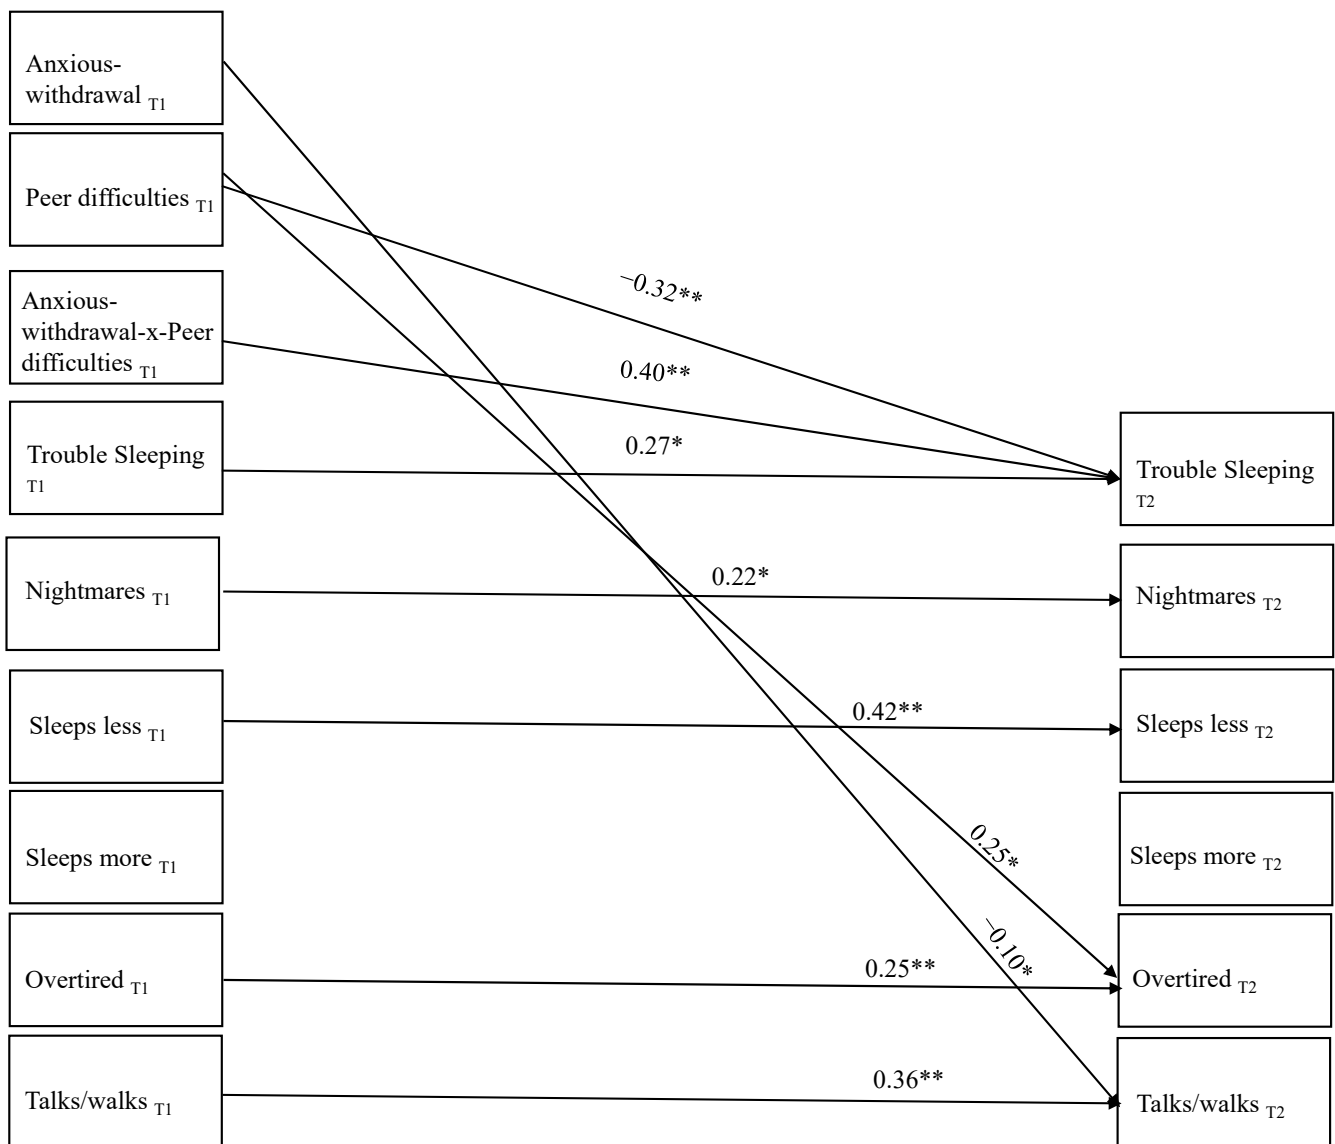 Anxious-
withdrawal T1
Peer difficulties T1
−0.32**
Anxious-
withdrawal-x-Peer
difficulties T1
0.40**
0.27*
Trouble Sleeping
T1
Trouble Sleeping
T2
0.22*
Nightmares T1
Nightmares T2
0.42**
Sleeps less T1
Sleeps less T2
0.25*
Sleeps more T1
Sleeps more T2
−0.10*
0.25**
Overtired T1
Overtired T2
0.36**
Talks/walks T1
Talks/walks T2